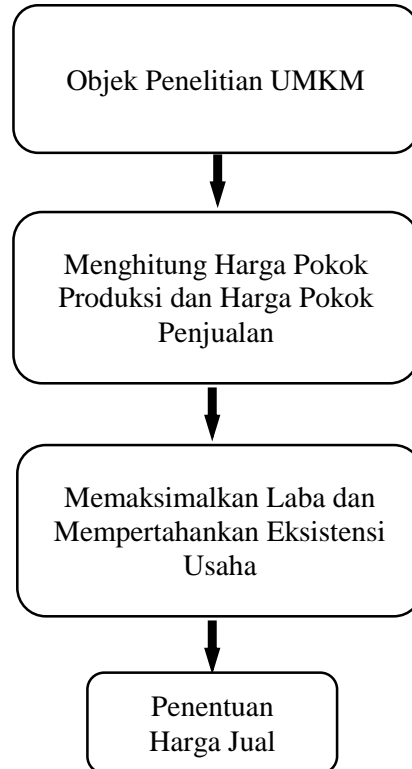 Objek Penelitian UMKM
Menghitung Harga Pokok
Produksi dan Harga Pokok
Penjualan
Memaksimalkan Laba dan
Mempertahankan Eksistensi
Usaha
Penentuan
Harga Jual